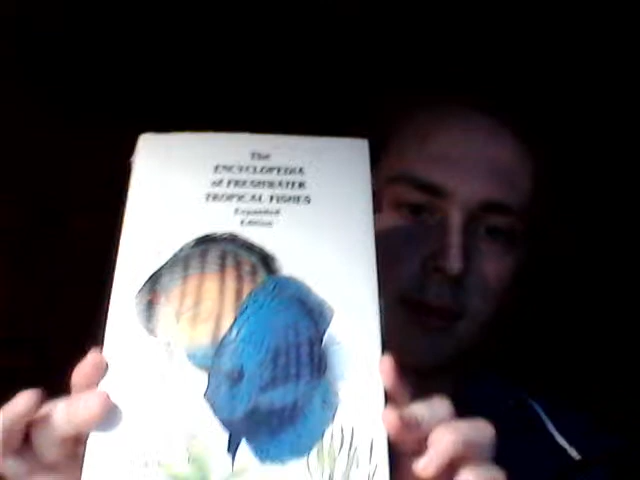 The
ENCYCLOPEDIA
of FRESHWATER
TROPICAL FISHES
Expanded
Edition